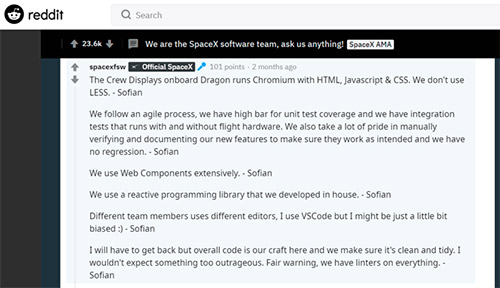 reddit
Search
23.6k We are the SpaceX software team, ask us anything! SpaceX AMA
spacexfsw Official SpaceX 101 points · 2 months ago
The Crew Displays onboard Dragon runs Chromium with HTML, Javascript & CSS. We don't use
LESS. - Sofian
We follow an agile process, we have high bar for unit test coverage and we have integration
tests that runs with and without flight hardware. We also take a lot of pride in manually
verifying and documenting our new features to make sure they work as intended and we have
no regression. - Sofian
We use Web Components extensively. - Sofian
We use a reactive programming library that we developed in house. - Sofian
Different team members uses different editors, I use VSCode but I might be just a little bit
biased :) - Sofian
I will have to get back but overall code is our craft here and we make sure it's clean and tidy. I
wouldn't expect something too outrageous. Fair warning, we have linters on everything. -
Sofian